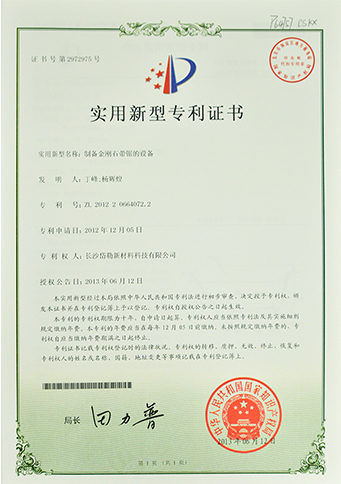 证书号第2972975号
实用新型专利证书
实用新型名称：制备金刚石带锯的设备
发明人：丁峰;杨辉煌
专利号：ZL 2012 2 0664072.2
专利申请日：2012年12月05日
专利权人：长沙岱勒新材料科技有限公司
授权公告日：2013年06月12日
本实用新型经过本局依照中华人民共和国专利法进行初步审查，决定授予专利权，颁
发本证书并在专利登记簿上予以登记。专利权自授权公告之日起生效。
本专利的专利权期限为十年，自申请日起算。专利权人应当依照专利法及其实施细则
规定缴纳年费。本专利的年费应当在每年12月05日前缴纳。未按照规定缴纳年费的，专
利权自应当缴纳年费期满之日起终止。
专利证书记载专利权登记时的法律状况。专利权的转移、质押、无效、终止、恢复和
专利权人的姓名或名称、国籍、地址变更等事项记载在专利登记簿上。
局长 田力普
中华人民共和国国家知识产权局
2013年06月12日
第1页（共1页）